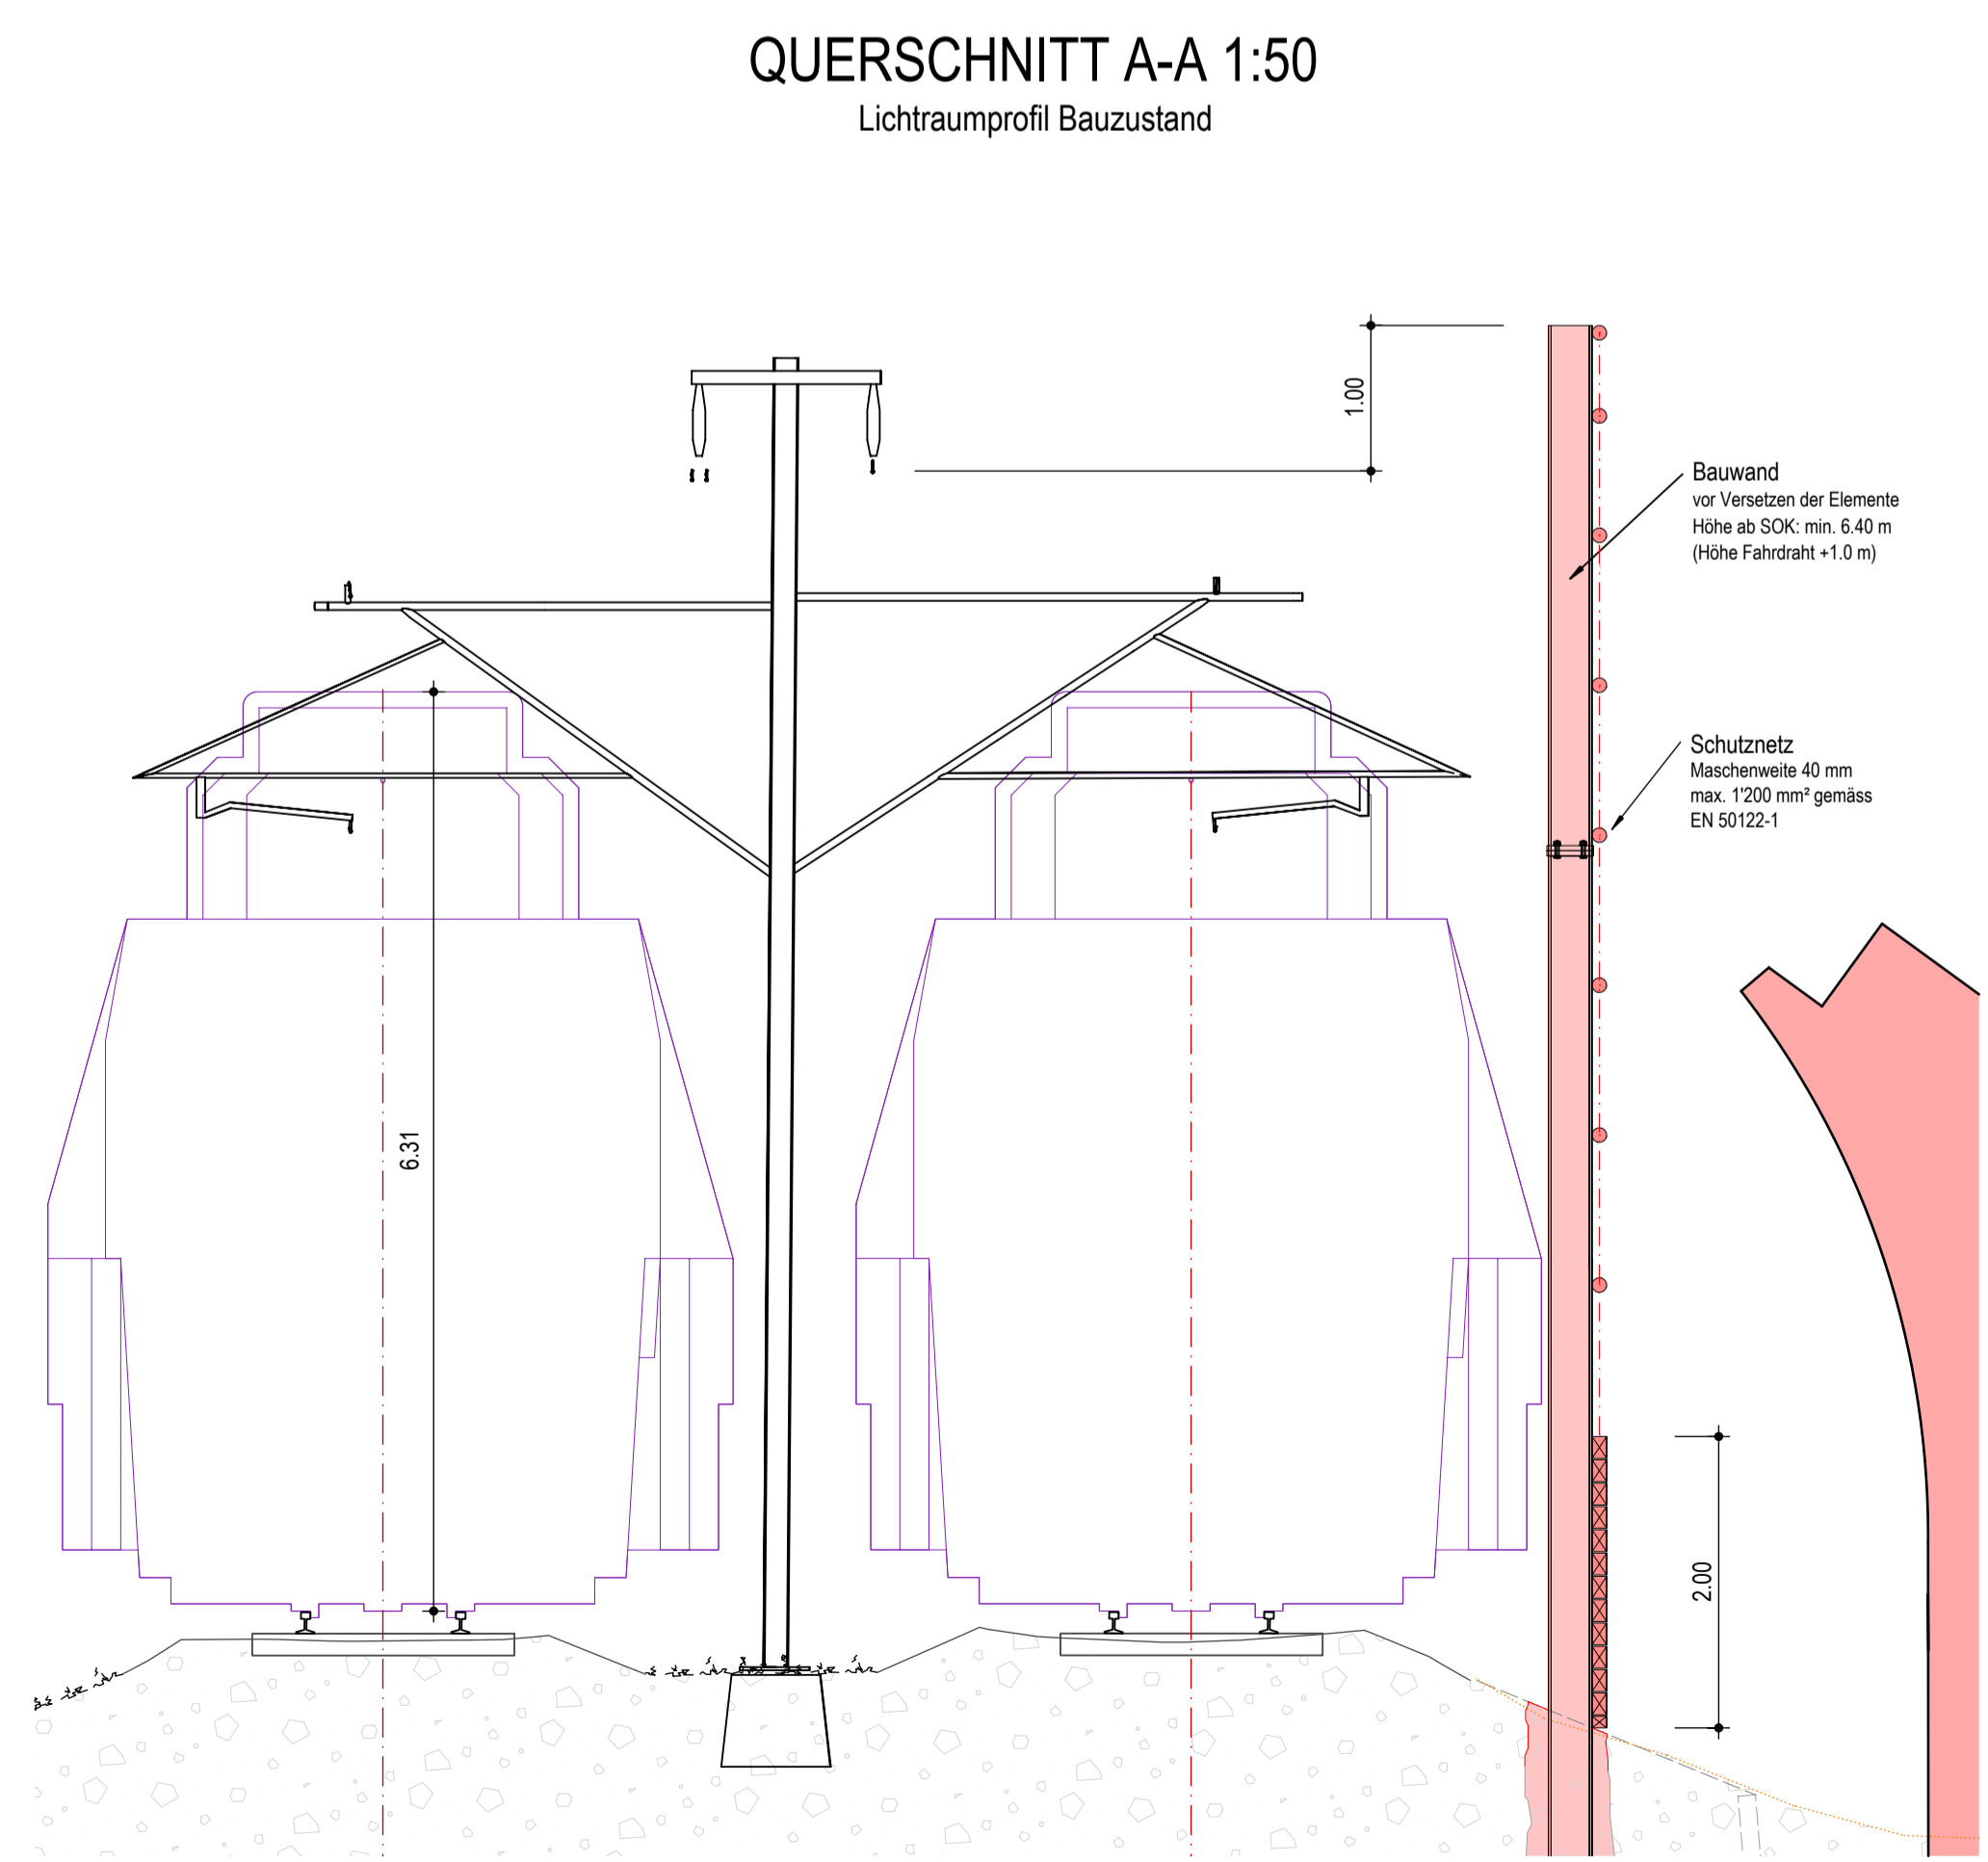 QUERSCHNITT A-A 1:50
Lichtraumprofil Bauzustand
1.00
Bauwand
vor Versetzen der Elemente
Höhe ab SOK: min. 6.40 m
(Höhe Fahrdraht +1.0 m)
Schutznetz
Maschenweite 40 mm
max. 1'200 mm² gemäss
EN 50122-1
6.31
2.00